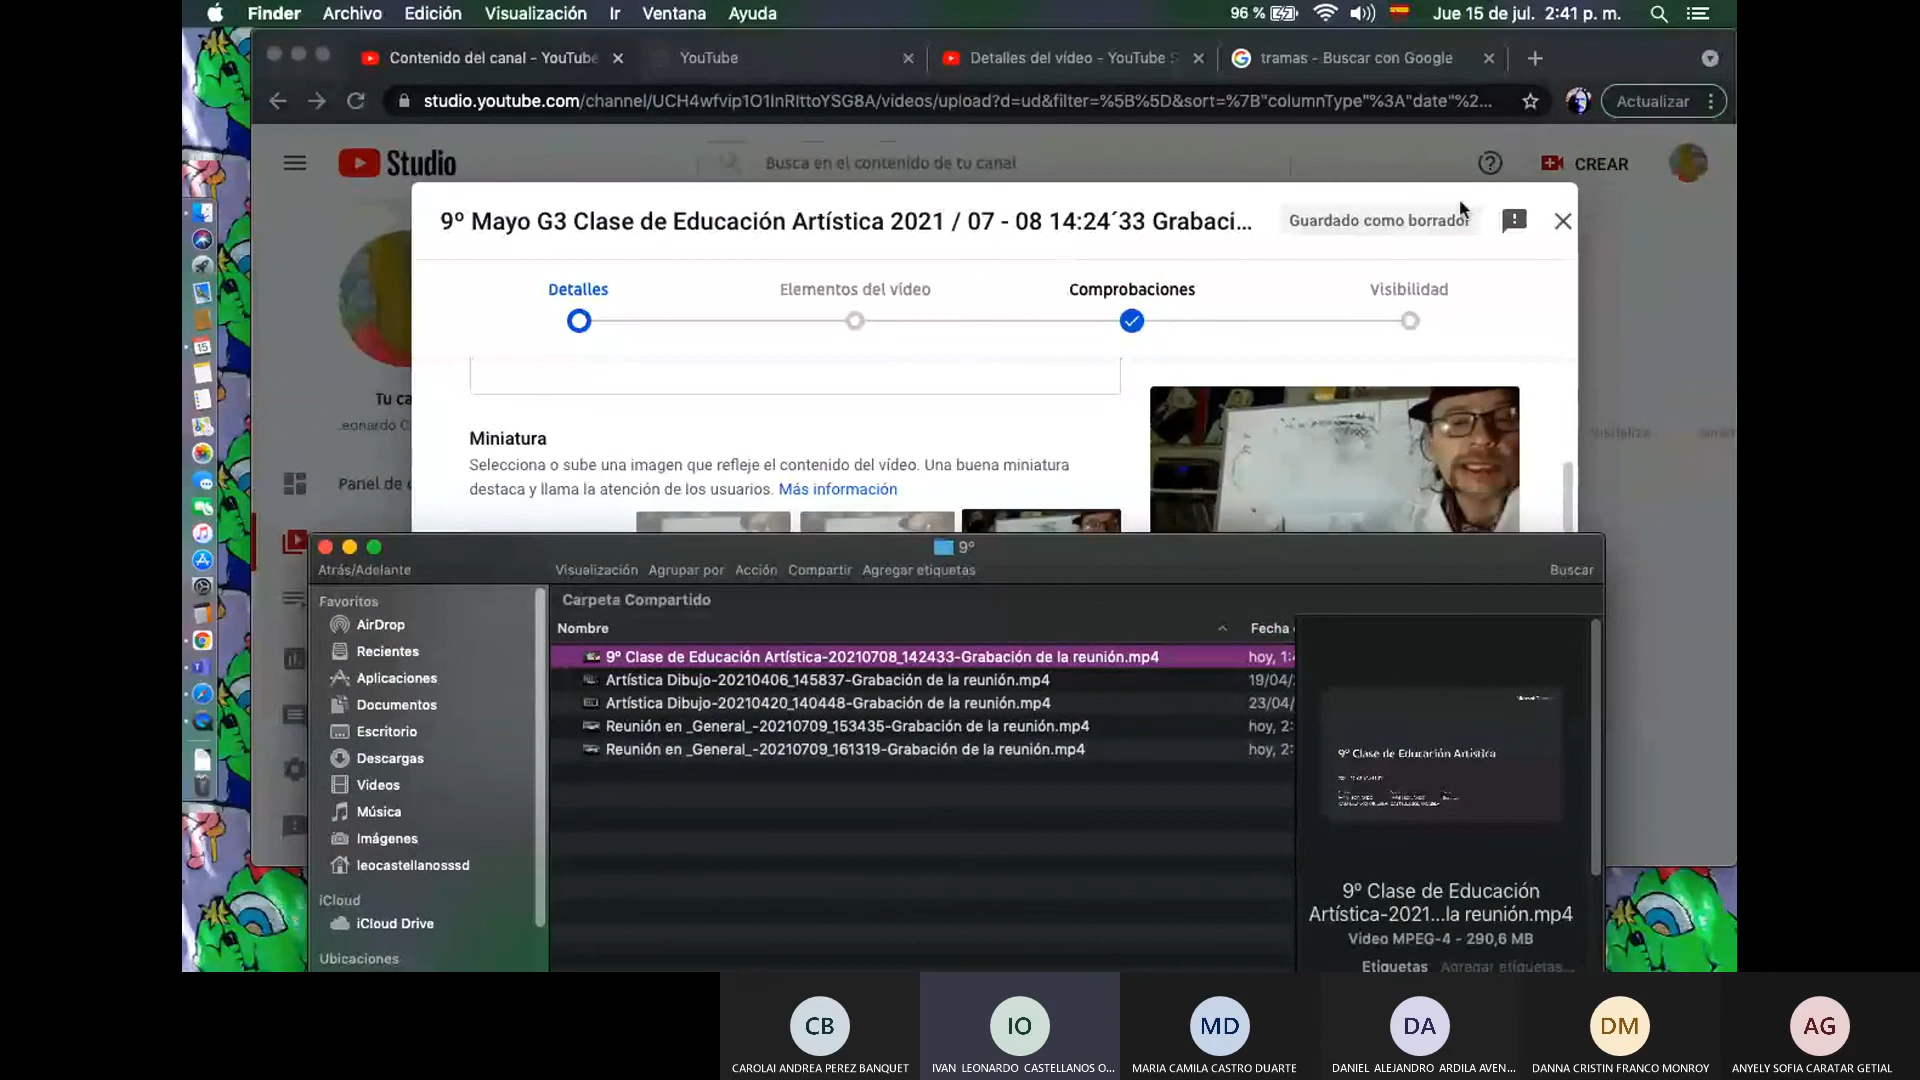 Finder Archivo Edición Visualización Ir Ventana Ayuda 96 % Jue 15 de jul. 2:41 p. m.
Contenido del canal - YouTube YouTube Detalles del vídeo - YouTube S tramas - Buscar con Google
studio.youtube.com/channel/UCH4wfvip1O1InRIttoYSG8A/videos/upload?d=ud&filter=%5B%5D&sort=%7B"columnType"%3A"date"%2... Actualizar
Studio Busca en el contenido de tu canal CREAR
9º Mayo G3 Clase de Educación Artística 2021 / 07 - 08 14:24´33 Grabaci... Guardado como borrador
Detalles Elementos del vídeo Comprobaciones Visibilidad
Tu ca
Leonardo C
Miniatura
Selecciona o sube una imagen que refleje el contenido del vídeo. Una buena miniatura
destaca y llama la atención de los usuarios. Más información
Panel de c
9º
Atrás/Adelante Visualización Agrupar por Acción Compartir Agregar etiquetas Buscar
Favoritos
AirDrop
Recientes
Aplicaciones
Documentos
Escritorio
Descargas
Videos
Música
Imágenes
leocastellanosssd
iCloud
iCloud Drive
Ubicaciones
Carpeta Compartido
Nombre Fecha
9º Clase de Educación Artística-20210708_142433-Grabación de la reunión.mp4 hoy, 1:
Artística Dibujo-20210406_145837-Grabación de la reunión.mp4 19/04/
Artística Dibujo-20210420_140448-Grabación de la reunión.mp4 23/04/
Reunión en _General_-20210709_153435-Grabación de la reunión.mp4 hoy, 2:
Reunión en _General_-20210709_161319-Grabación de la reunión.mp4 hoy, 2:
9º Clase de Educación Artística
9º Clase de Educación
Artística-2021...la reunión.mp4
Video MPEG-4 - 290,6 MB
Etiquetas Agregar etiquetas...
CB IO MD DA DM AG
CAROLAI ANDREA PEREZ BANQUET IVAN LEONARDO CASTELLANOS O... MARIA CAMILA CASTRO DUARTE DANIEL ALEJANDRO ARDILA AVEN... DANNA CRISTIN FRANCO MONROY ANYELY SOFIA CARATAR GETIAL